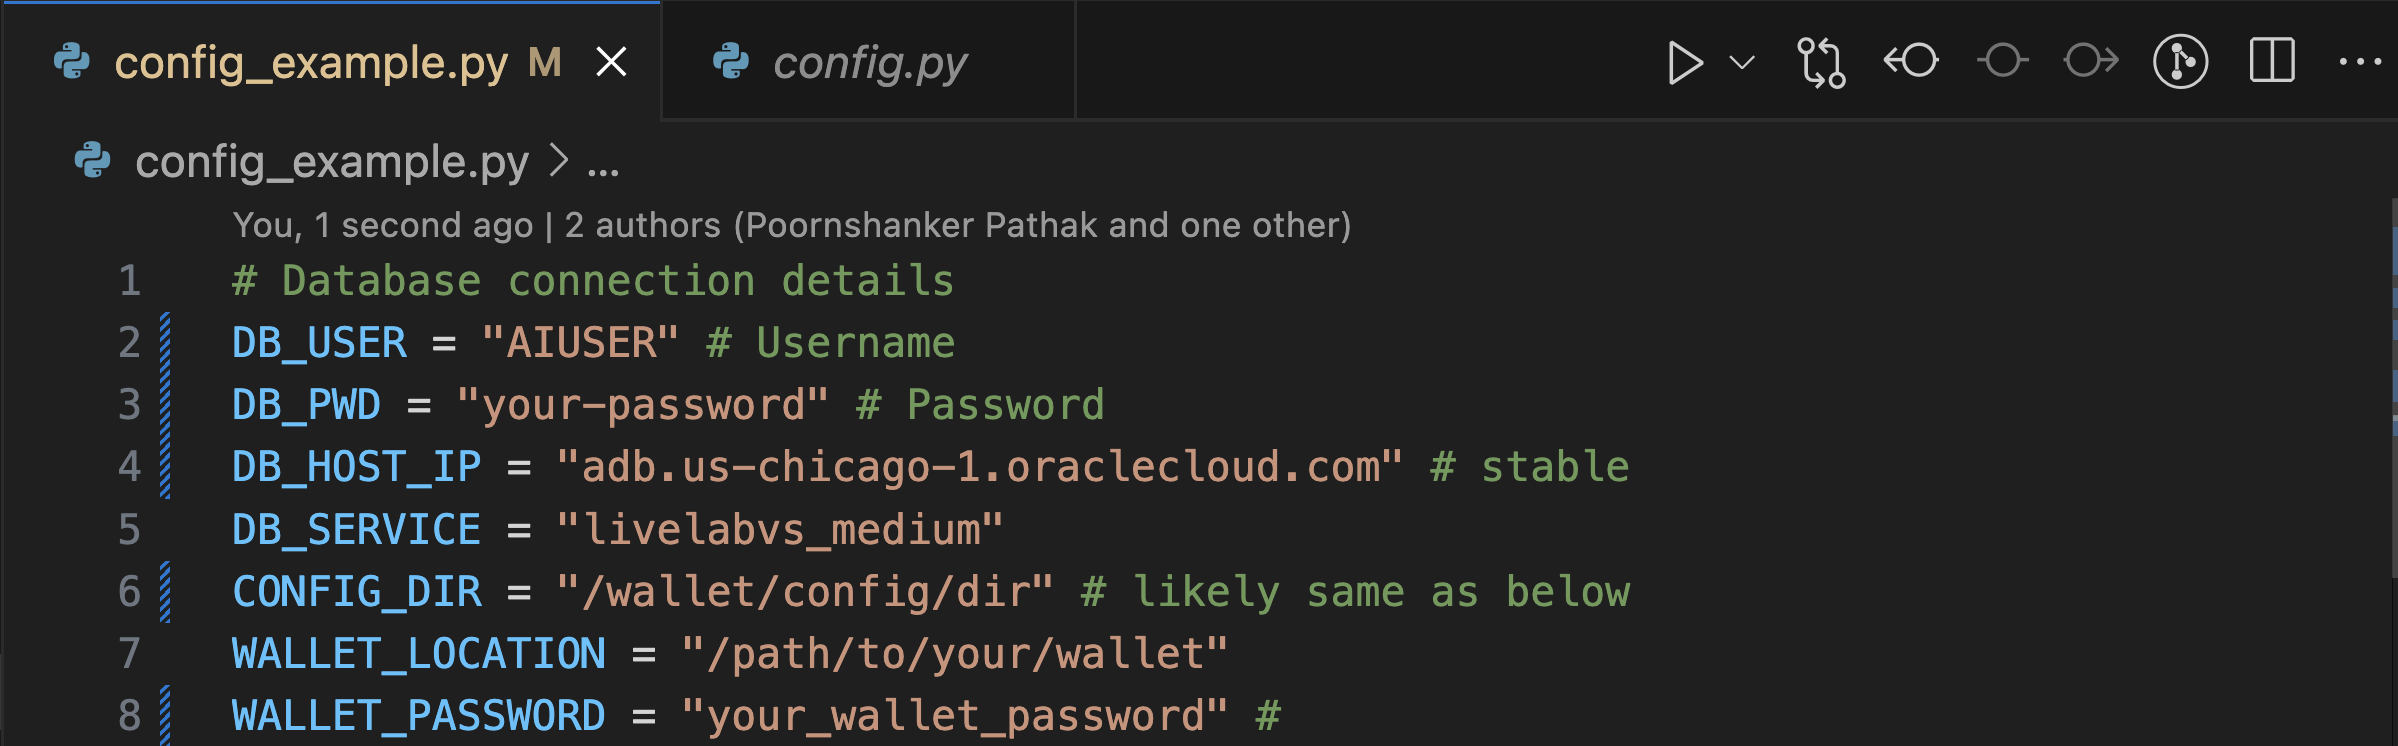 config_example.py M config.py
config_example.py > ...
You, 1 second ago | 2 authors (Poornshanker Pathak and one other)
1 # Database connection details
2 DB_USER = "AIUSER" # Username
3 DB_PWD = "your-password" # Password
4 DB_HOST_IP = "adb.us-chicago-1.oraclecloud.com" # stable
5 DB_SERVICE = "livelabvs_medium"
6 CONFIG_DIR = "/wallet/config/dir" # likely same as below
7 WALLET_LOCATION = "/path/to/your/wallet"
8 WALLET_PASSWORD = "your_wallet_password" #